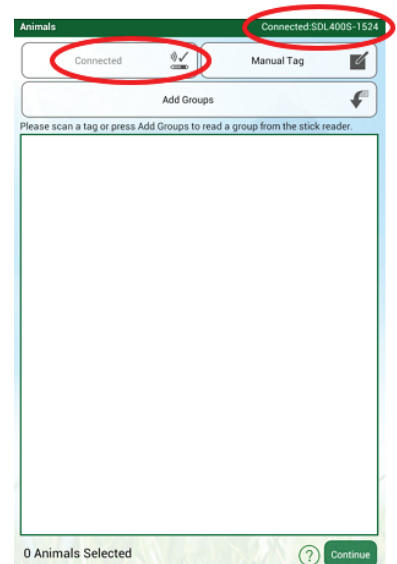 Animals Connected:SDL400S-1524
Connected Manual Tag
Add Groups
Please scan a tag or press Add Groups to read a group from the stick reader.
0 Animals Selected ? Continue